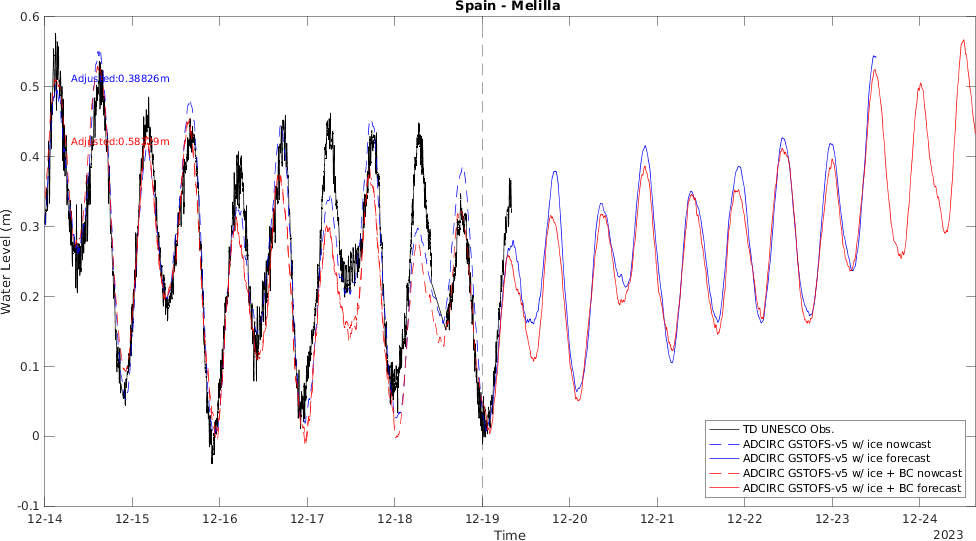 Spain - Melilla
0.6
0.5
0.4
0.3
0.2
0.1
0
-0.1
Water Level (m)
Adjusted:0.38826m
TD UNESCO Obs.
ADCIRC GSTOFS-v5 w/ ice nowcast
ADCIRC GSTOFS-v5 w/ ice forecast
ADCIRC GSTOFS-v5 w/ ice + BC nowcast
ADCIRC GSTOFS-v5 w/ ice + BC forecast
12-14 12-15 12-16 12-17 12-18 12-19 12-20 12-21 12-22 12-23 12-24
Time
2023